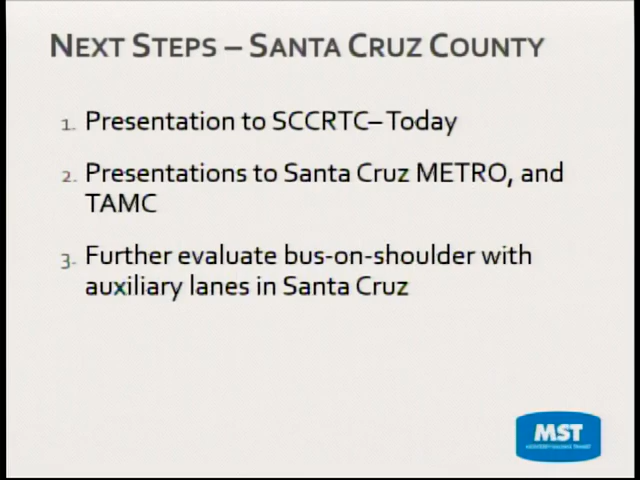 NEXT STEPS – SANTA CRUZ COUNTY
1. Presentation to SCCRTC– Today
2. Presentations to Santa Cruz METRO, and
TAMC
3. Further evaluate bus-on-shoulder with
auxiliary lanes in Santa Cruz
MST